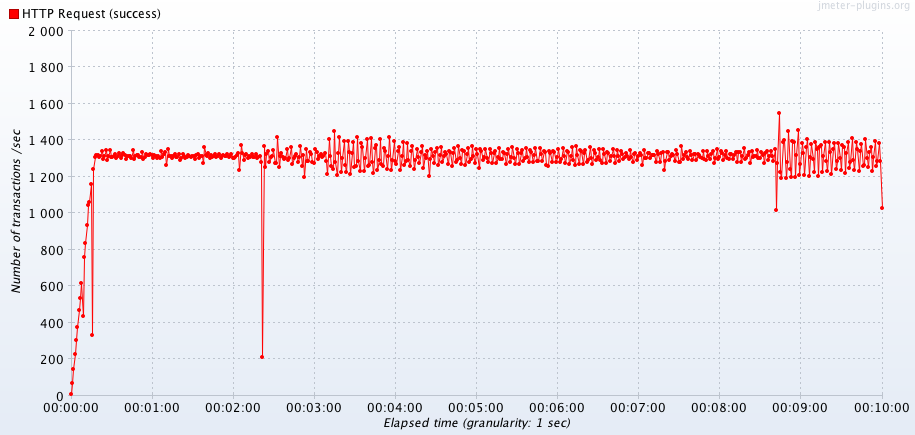 jmeter-plugins.org
HTTP Request (success)
2 000
1 800
1 600
1 400
1 200
1 000
800
600
400
200
0
Number of transactions /sec
00:00:00 00:01:00 00:02:00 00:03:00 00:04:00 00:05:00 00:06:00 00:07:00 00:08:00 00:09:00 00:10:00
Elapsed time (granularity: 1 sec)